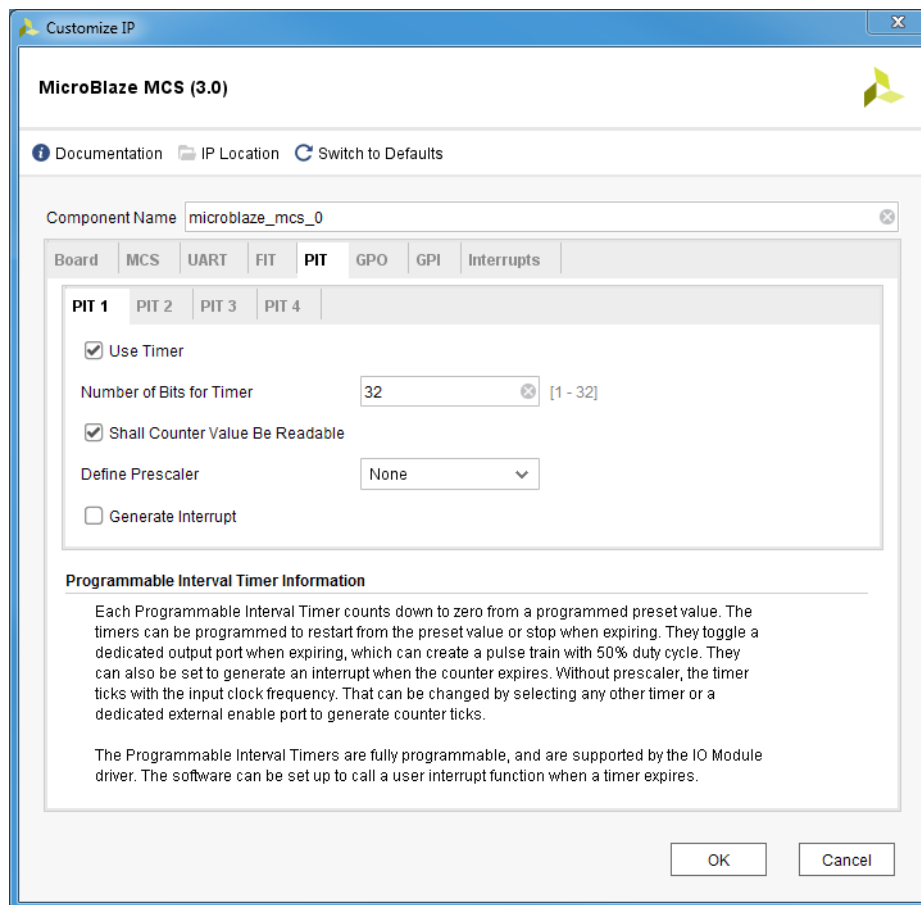 Customize IP
MicroBlaze MCS (3.0)
Documentation IP Location Switch to Defaults
Component Name microblaze_mcs_0
Board MCS UART FIT PIT GPO GPI Interrupts
PIT 1 PIT 2 PIT 3 PIT 4
Use Timer
Number of Bits for Timer 32 [1 - 32]
Shall Counter Value Be Readable
Define Prescaler None
Generate Interrupt
Programmable Interval Timer Information
Each Programmable Interval Timer counts down to zero from a programmed preset value. The
timers can be programmed to restart from the preset value or stop when expiring. They toggle a
dedicated output port when expiring, which can create a pulse train with 50% duty cycle. They
can also be set to generate an interrupt when the counter expires. Without prescaler, the timer
ticks with the input clock frequency. That can be changed by selecting any other timer or a
dedicated external enable port to generate counter ticks.
The Programmable Interval Timers are fully programmable, and are supported by the IO Module
driver. The software can be set up to call a user interrupt function when a timer expires.
OK Cancel